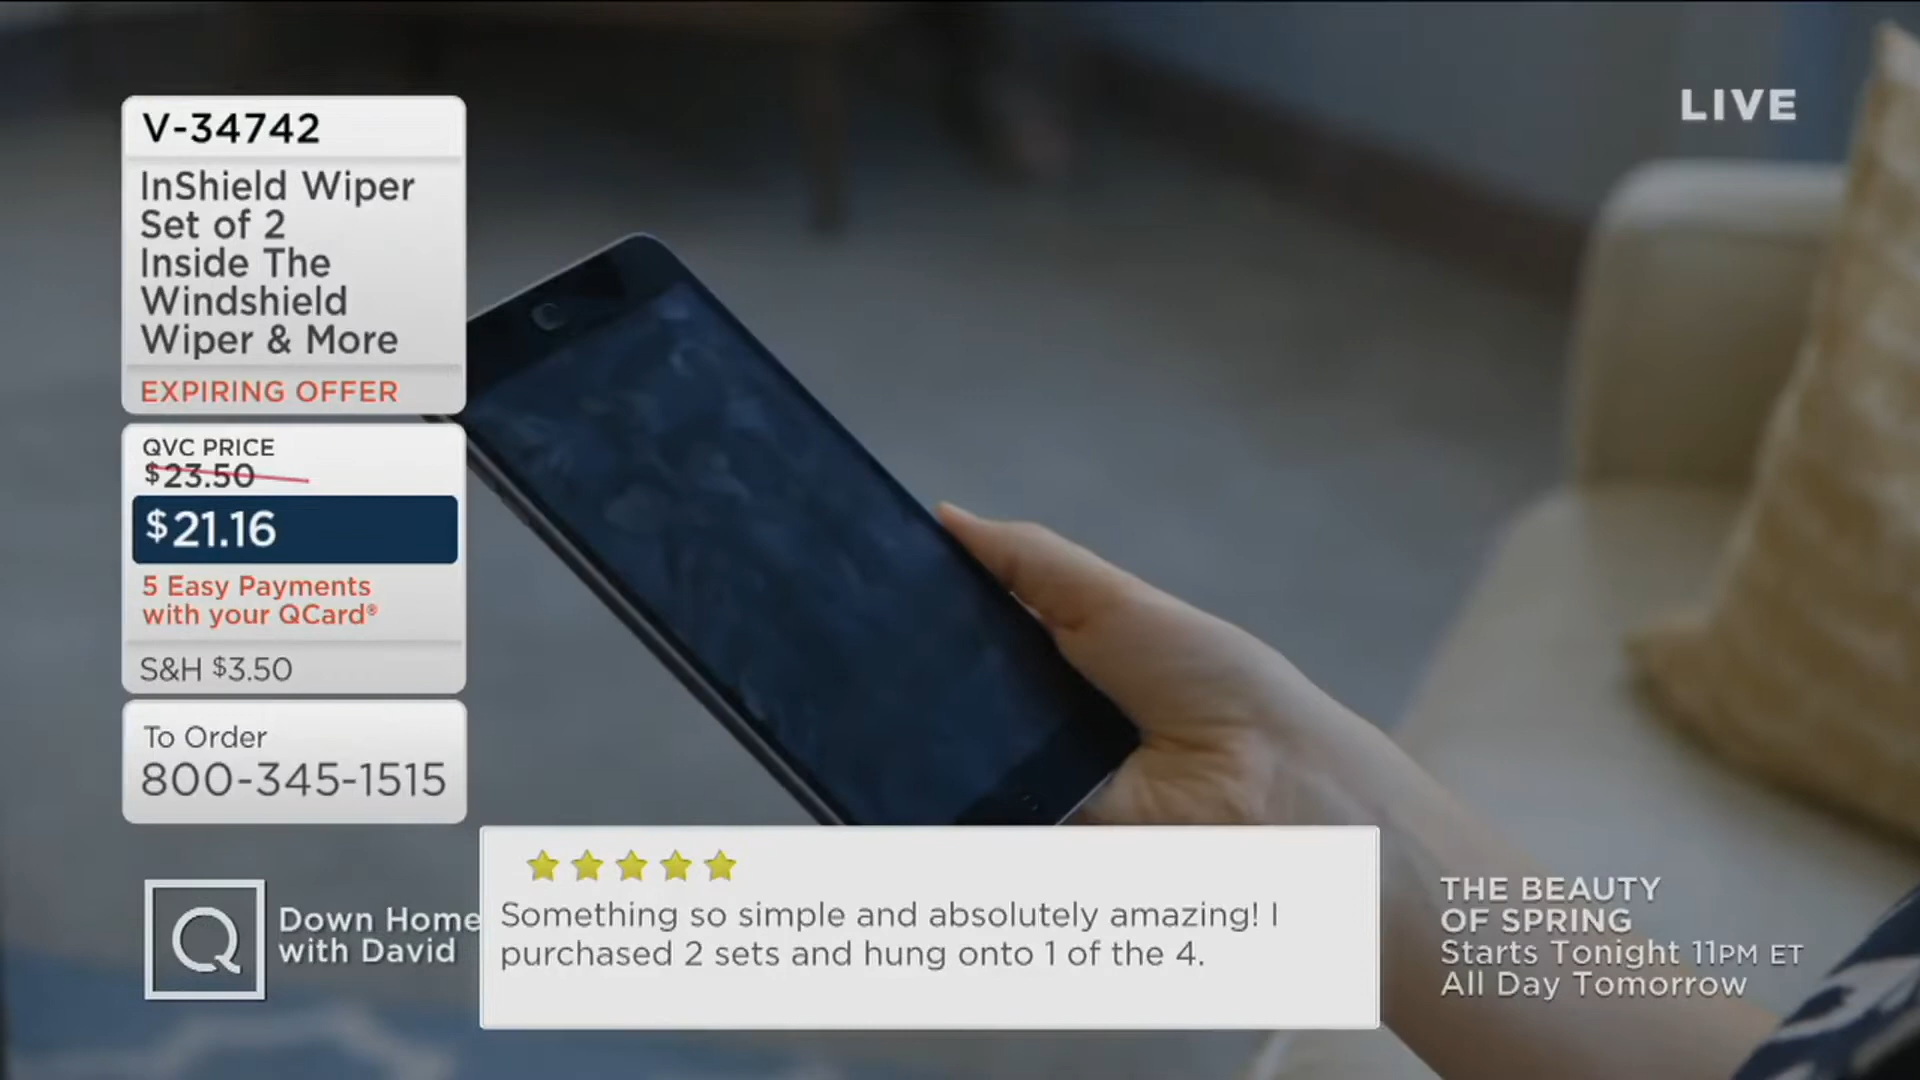 V-34742
InShield Wiper
Set of 2
Inside The
Windshield
Wiper & More
EXPIRING OFFER
QVC PRICE
$23.50
$21.16
5 Easy Payments
with your QCard®
S&H $3.50
To Order
800-345-1515
LIVE
Q
Down Home
with David
Something so simple and absolutely amazing! I
purchased 2 sets and hung onto 1 of the 4.
THE BEAUTY
OF SPRING
Starts Tonight 11PM ET
All Day Tomorrow